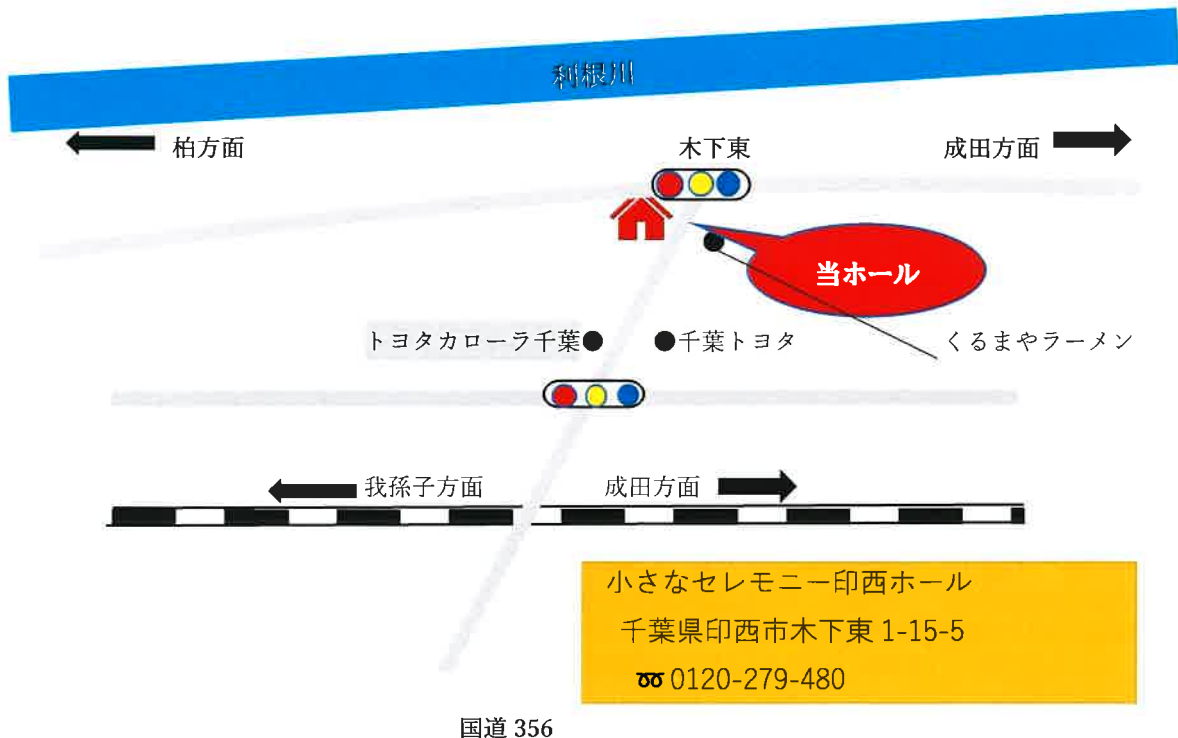 利根川
柏方面
木下東
成田方面
当ホール
トヨタカローラ千葉
千葉トヨタ
くるまやラーメン
我孫子方面
成田方面
小さなセレモニー印西ホール
千葉県印西市木下東 1-15-5
0120-279-480
国道 356